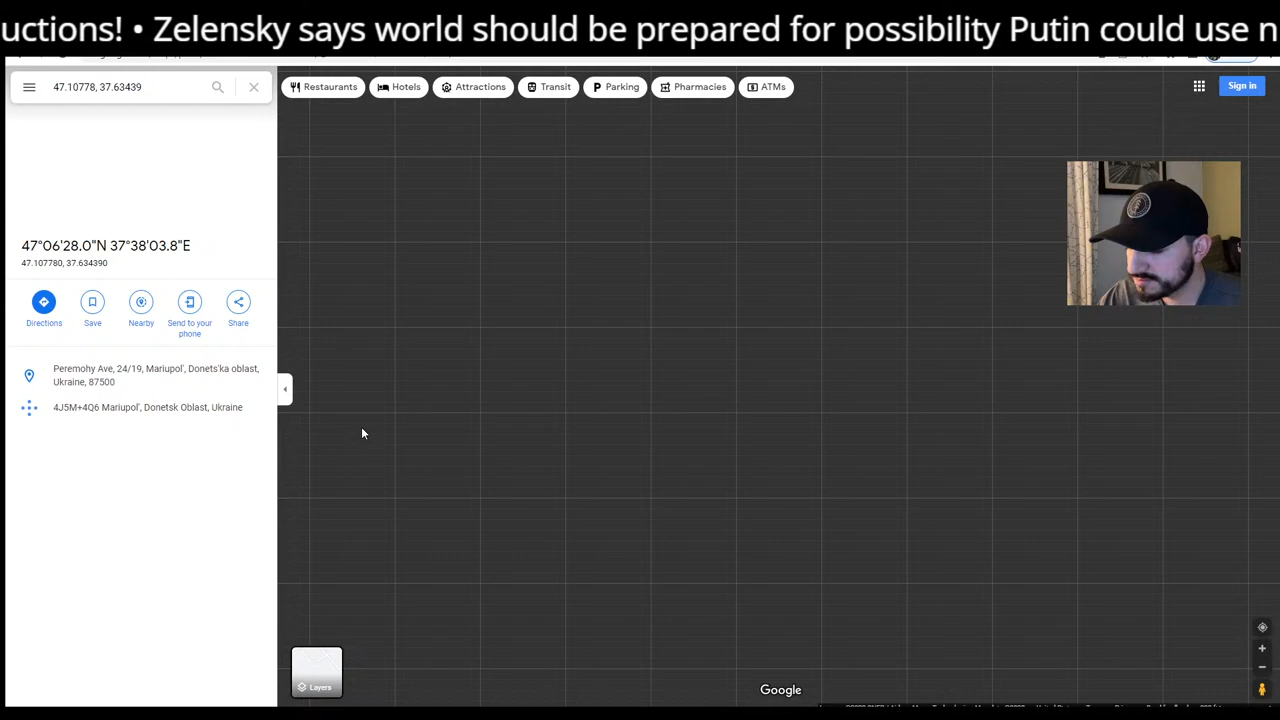 uctions! • Zelensky says world should be prepared for possibility Putin could use n
47.10778, 37.63439
Restaurants
Hotels
Attractions
Transit
Parking
Pharmacies
ATMs
Sign in
47°06'28.0"N 37°38'03.8"E
47.107780, 37.634390
Directions
Save
Nearby
Send to your
phone
Share
Peremohy Ave, 24/19, Mariupol', Donets'ka oblast,
Ukraine, 87500
4J5M+4Q6 Mariupol', Donetsk Oblast, Ukraine
Layers
Google